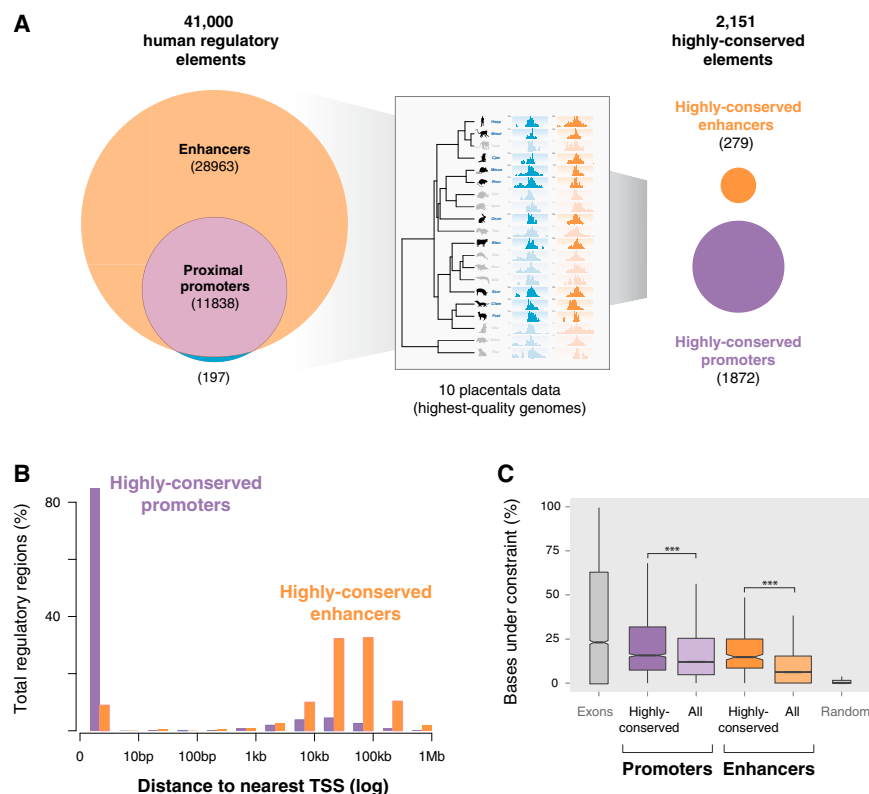 A
41,000
human regulatory
elements
Enhancers
(28963)
Proximal
promoters
(11838)
(197)
10 placentals data
(highest-quality genomes)
2,151
highly-conserved
elements
Highly-conserved
enhancers
(279)
Highly-conserved
promoters
(1872)
B
Total regulatory regions (%)
80
40
Highly-conserved
promoters
Highly-conserved
enhancers
0
10bp
100bp
1kb
10kb
100kb
1Mb
Distance to nearest TSS (log)
C
Bases under constraint (%)
100
75
50
25
0
***
***
Exons
Highly-
conserved
All
Highly-
conserved
All
Random
Promoters
Enhancers